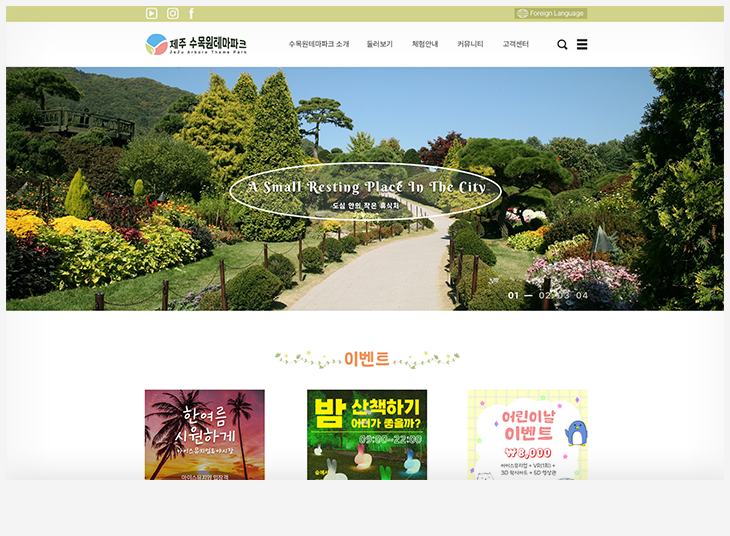 Foreign Language
제주 수목원테마파크
JeJu Arbore Theme Park
수목원테마파크 소개 둘러보기 체험안내 커뮤니티 고객센터
A Small Resting Place In The City
도심 안의 작은 휴식처
01 — 02 03 04
이벤트
한여름
시원하게
아이스뮤지엄&야시장
아이스뮤지엄 입장객
밤 산책하기
어더가 좋을까?
09:00~22:00
숲에서
어린이날
이벤트
₩8,000
아이스뮤지엄 + VR(1회) +
3D 착시아트 + 5D 영상관